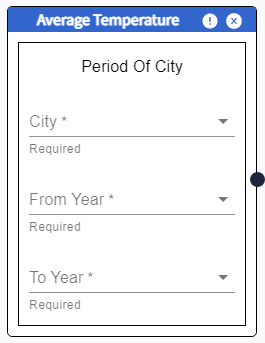 Average Temperature
Period Of City
City *
Required
From Year *
Required
To Year *
Required